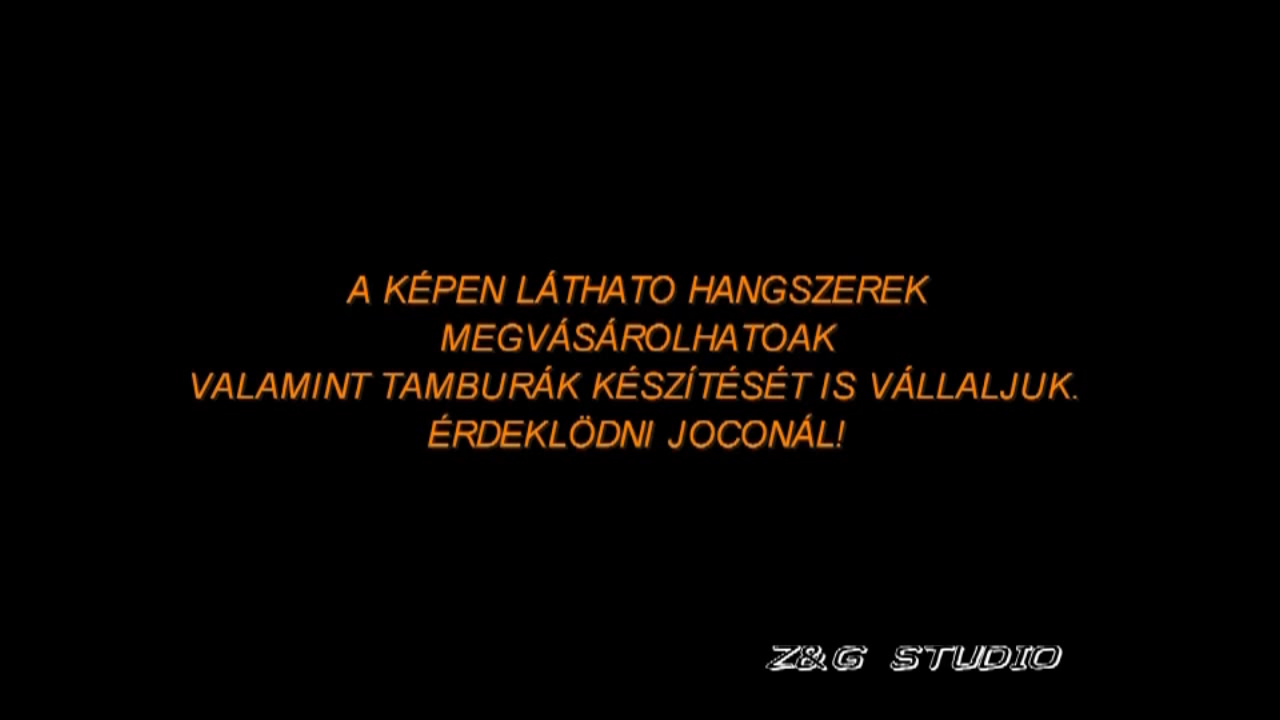 A KÉPEN LÁTHATO HANGSZEREK
MEGVÁSÁROLHATOAK
VALAMINT TAMBURÁK KÉSZÍTÉSÉT IS VÁLLALJUK.
ÉRDEKLÖDNI JOCONÁL!
Z&G STUDIO